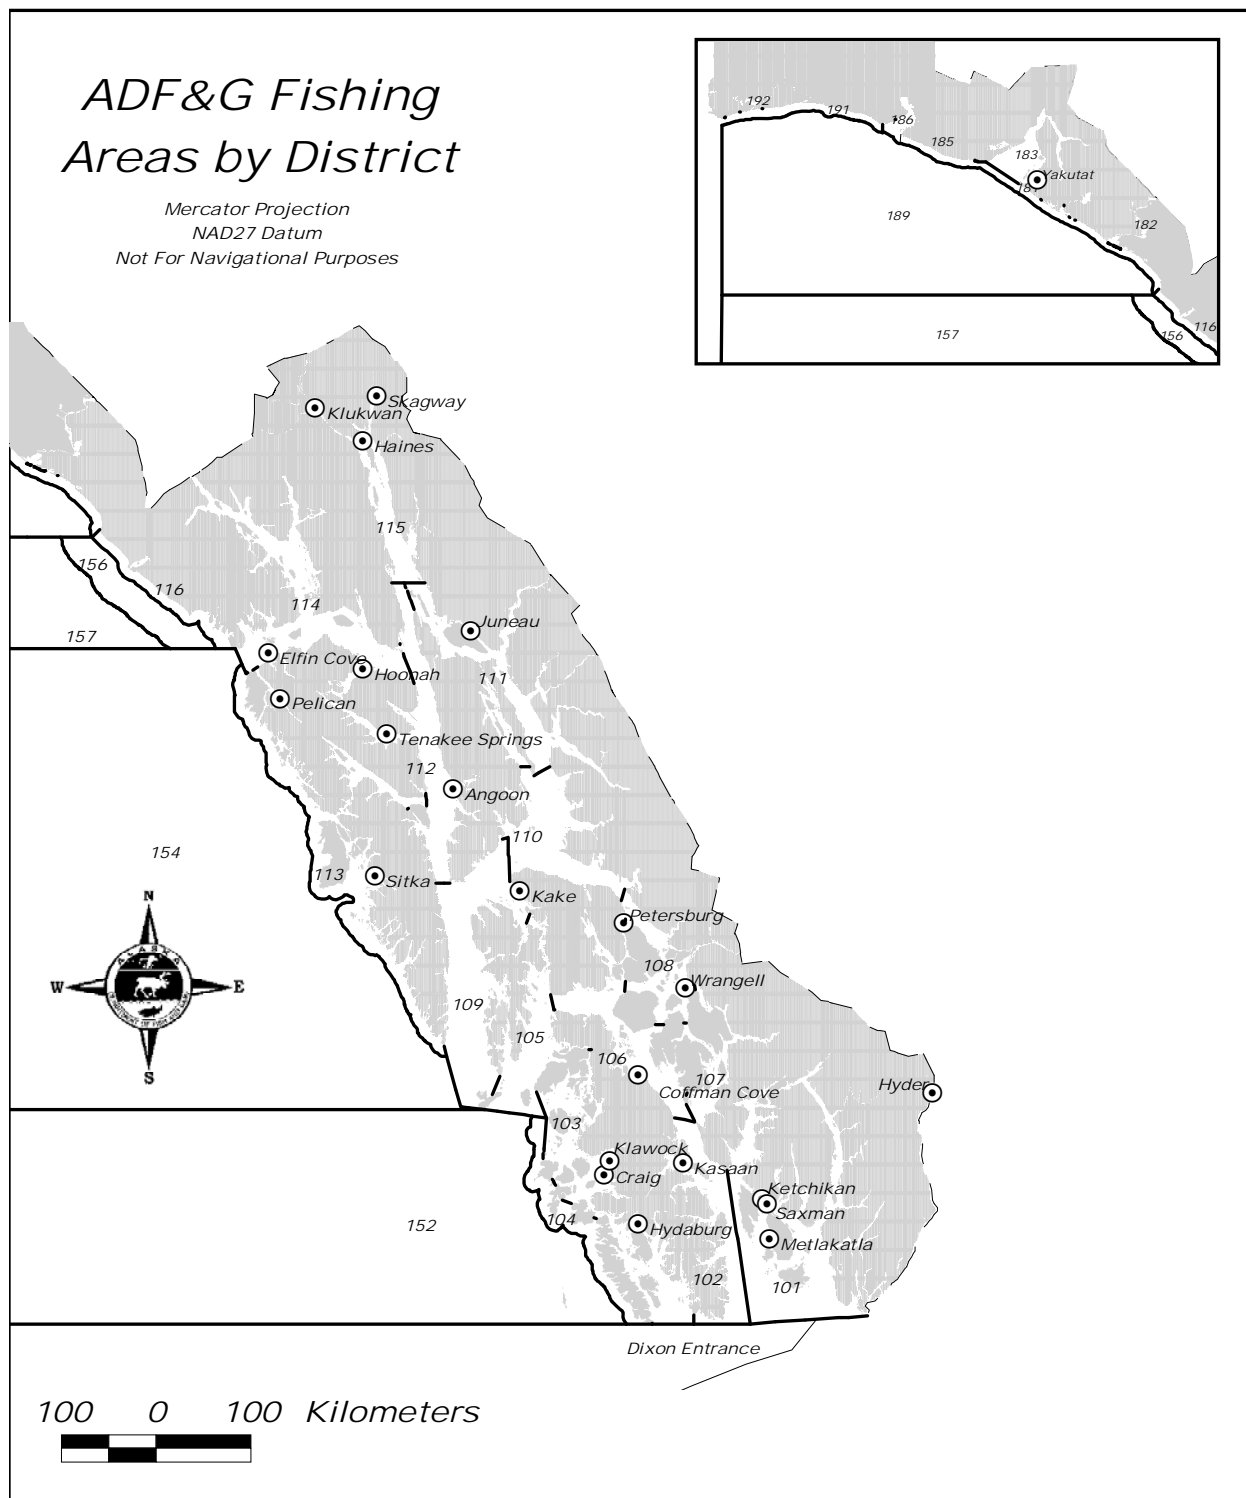 ADF&G Fishing
Areas by District
Mercator Projection
NAD27 Datum
Not For Navigational Purposes
192
191
186
185
183
Yakutat
182
189
157
156
116
Skagway
Klukwan
Haines
115
156
116
114
157
Juneau
Elfin Cove
Hoonah
111
Pelican
Tenakee Springs
112
Angoon
110
154
113
Sitka
Kake
Petersburg
N
108
Wrangell
W
E
ALASKA
109
105
S
106
107
Coffman Cove
Hyder
103
Klawock
Kasaan
Craig
Ketchikan
Saxman
104
152
Hydaburg
Metlakatla
102
101
Dixon Entrance
100 0 100 Kilometers